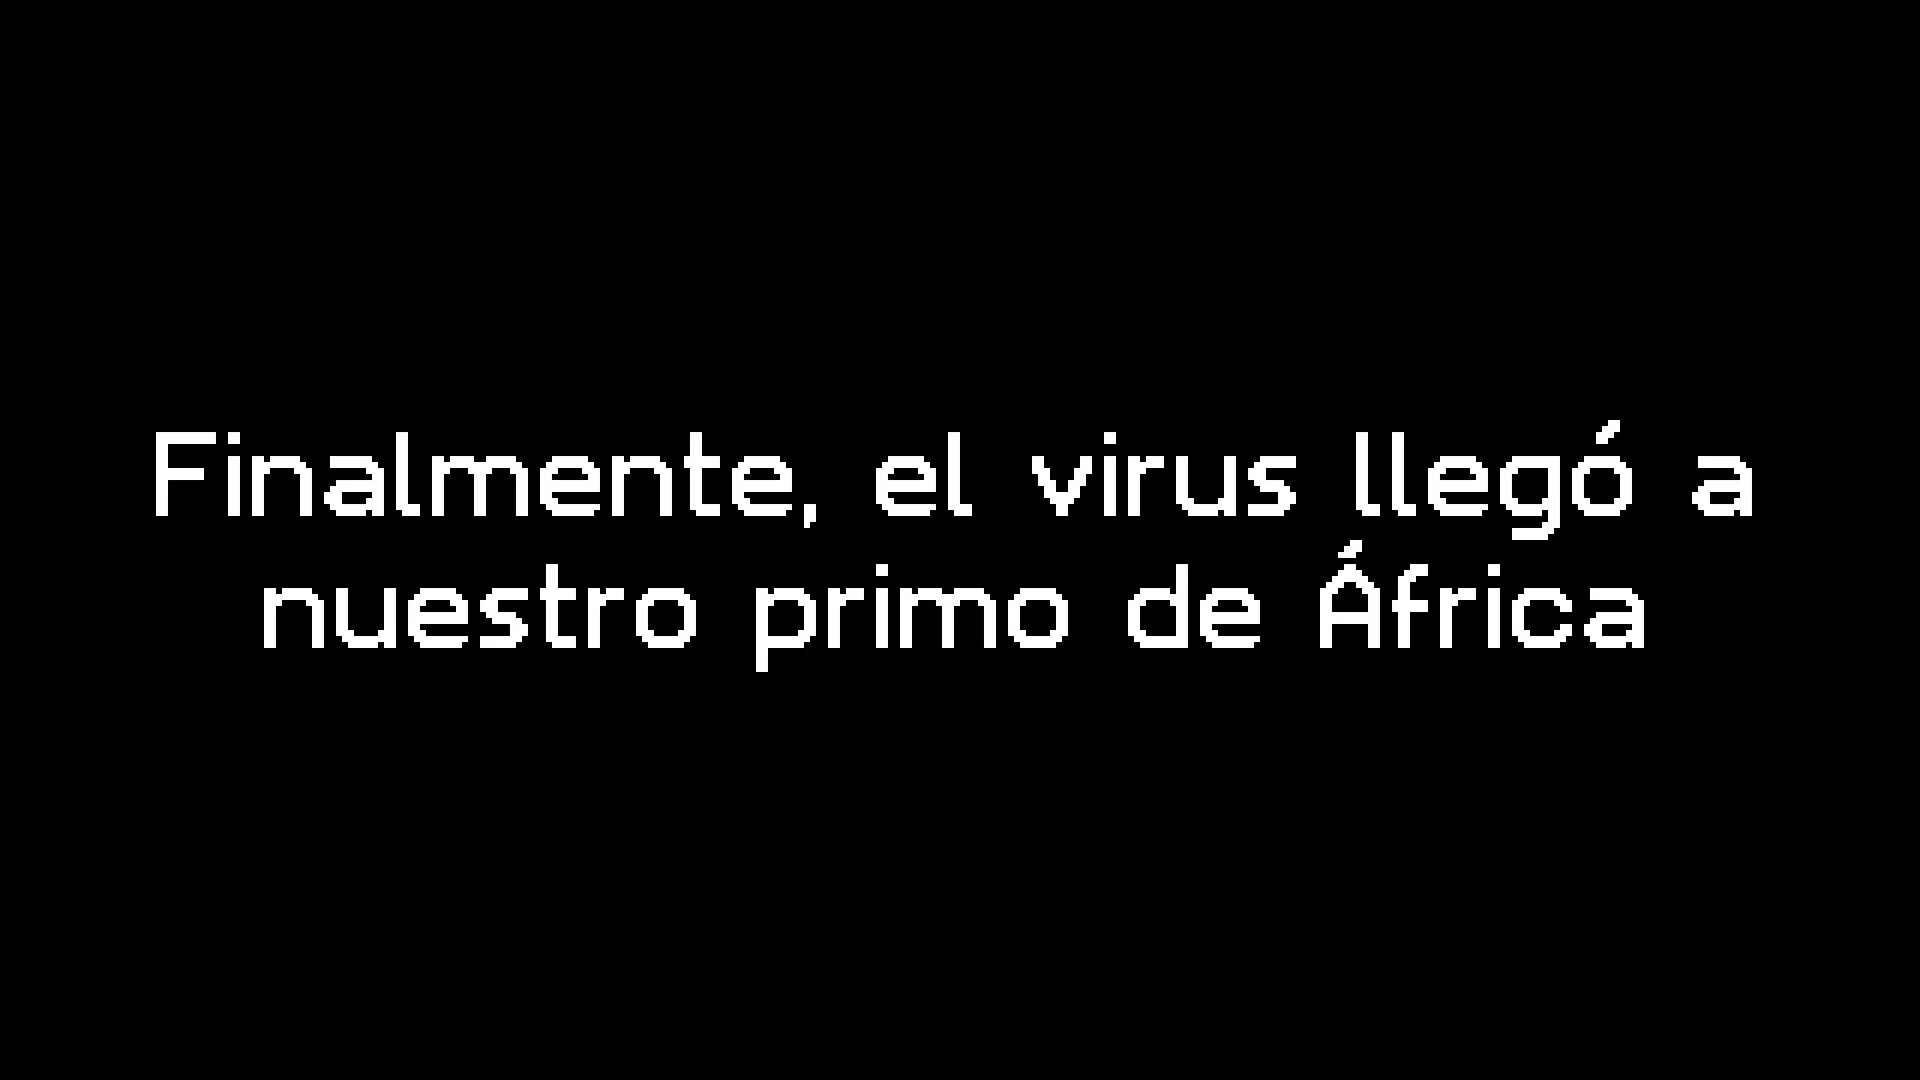 Finalmente, el virus llegó a
nuestro primo de África